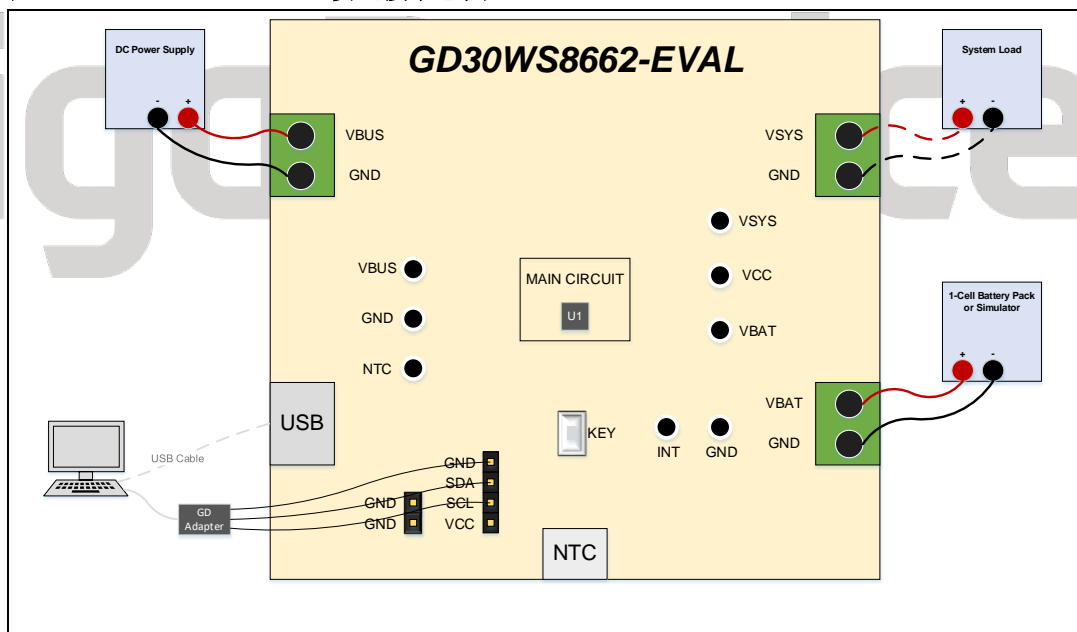 DC Power Supply
- +
GD30WS8662-EVAL
System Load
+ -
VBUS
GND
VSYS
GND
VSYS
VBUS
VCC
GND
VBAT
NTC
MAIN CIRCUIT
U1
1-Cell Battery Pack
or Simulator
+ -
VBAT
GND
USB
KEY
INT
GND
USB Cable
GD
Adapter
GND
SDA
SCL
VCC
GND
GND
NTC